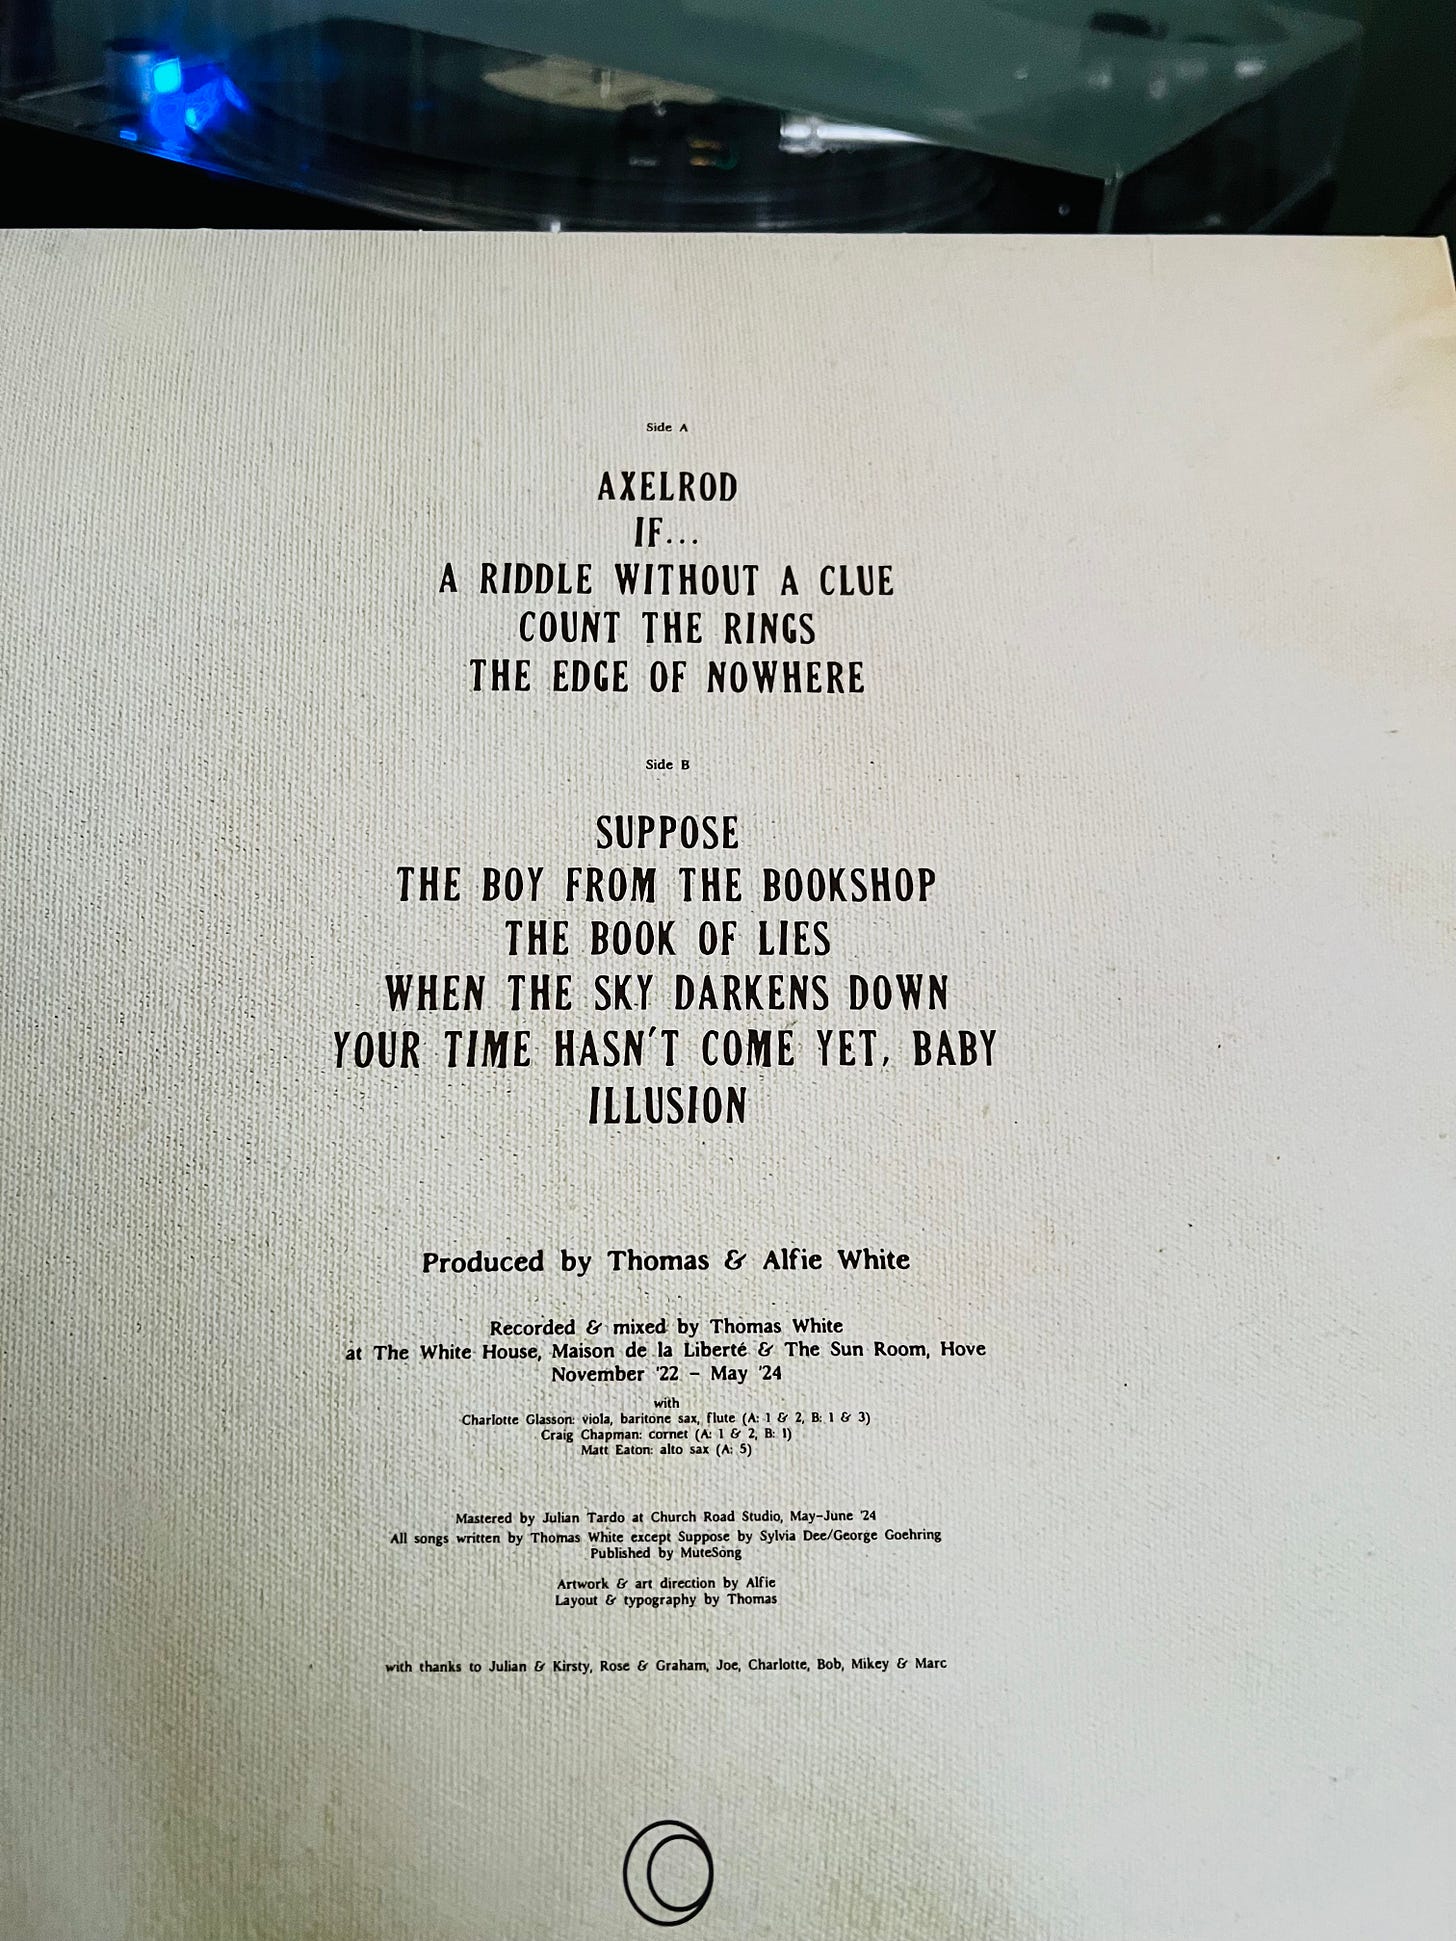 Side A
AXELROD
IF...
A RIDDLE WITHOUT A CLUE
COUNT THE RINGS
THE EDGE OF NOWHERE
Side B
SUPPOSE
THE BOY FROM THE BOOKSHOP
THE BOOK OF LIES
WHEN THE SKY DARKENS DOWN
YOUR TIME HASN'T COME YET, BABY
ILLUSION
Produced by Thomas & Alfie White
Recorded & mixed by Thomas White
at The White House, Maison de la Liberté & The Sun Room, Hove
November '22 – May '24
with
Charlotte Glasson: viola, baritone sax, flute (A: 1 & 2, B: 1 & 3)
Craig Chapman: cornet (A: 1 & 2, B: 1)
Matt Eaton: alto sax (A: 5)
Mastered by Julian Tardo at Church Road Studio, May–June '24
All songs written by Thomas White except Suppose by Sylvia Dee/George Goehring
Published by MuteSong
Artwork & art direction by Alfie
Layout & typography by Thomas
with thanks to Julian & Kirsty, Rose & Graham, Joe, Charlotte, Bob, Mikey & Marc